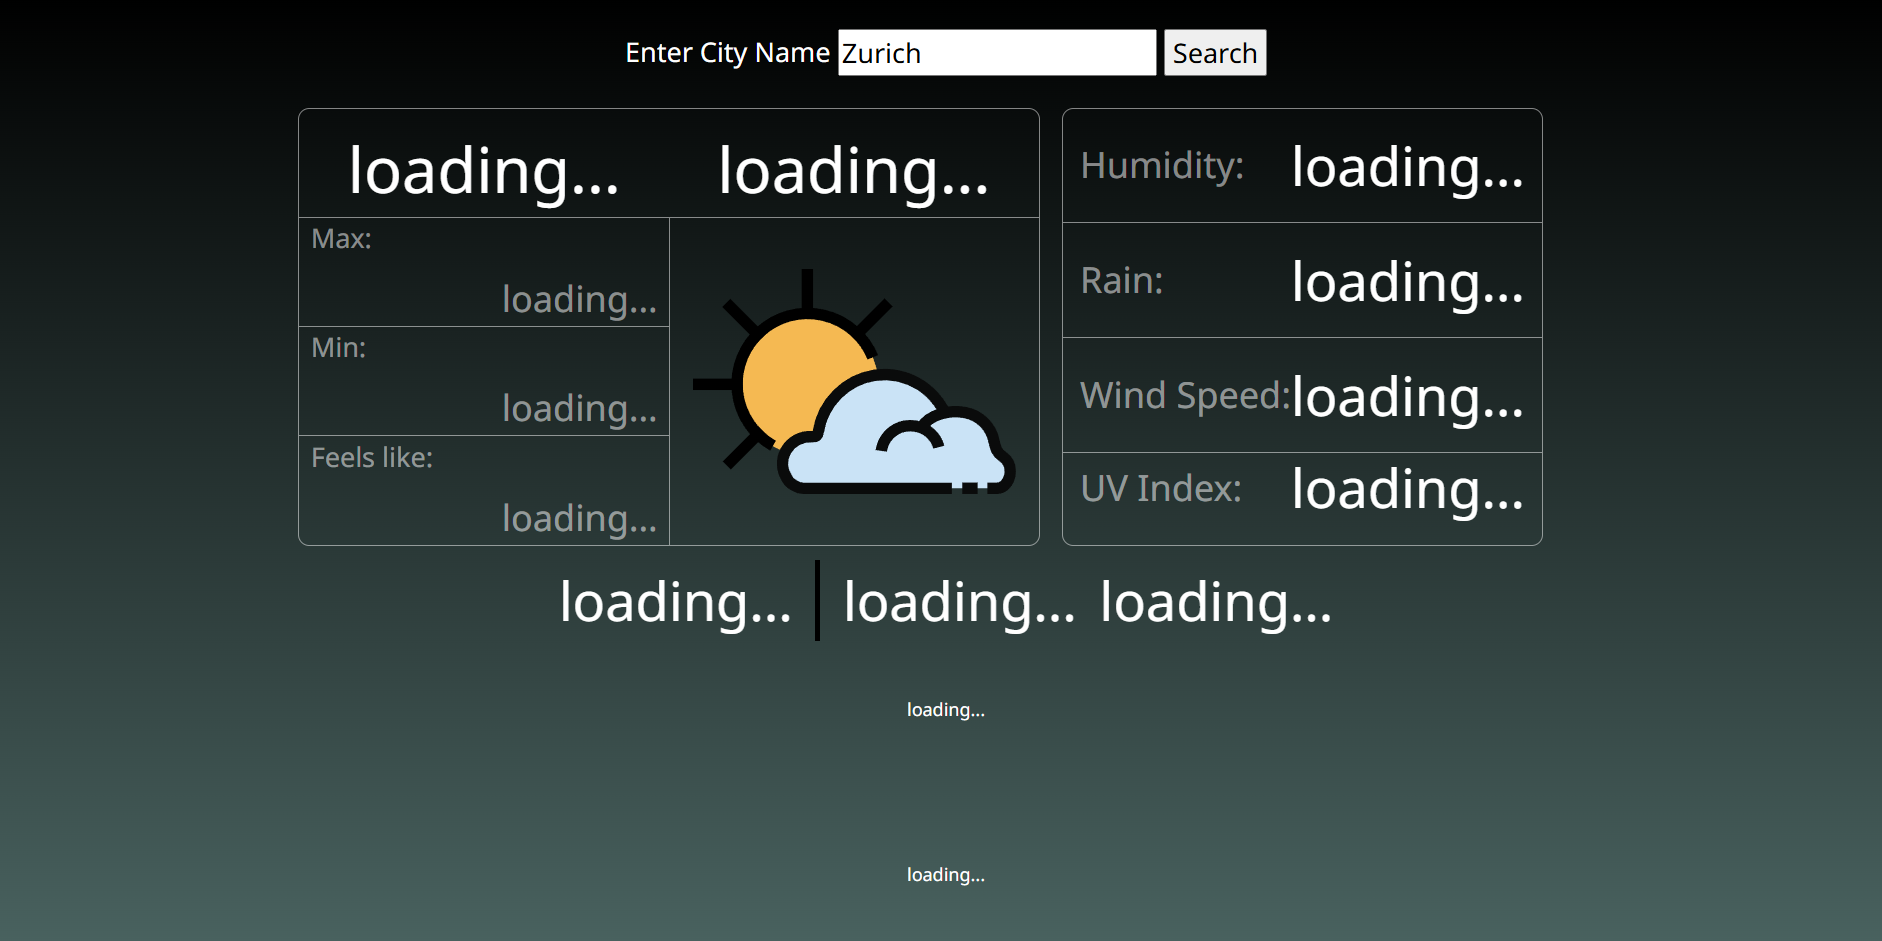 Enter City Name Zurich Search
loading... loading...
Max:
loading...
Min:
loading...
Feels like:
loading...
Humidity: loading...
Rain: loading...
Wind Speed: loading...
UV Index: loading...
loading... loading... loading...
loading...
loading...